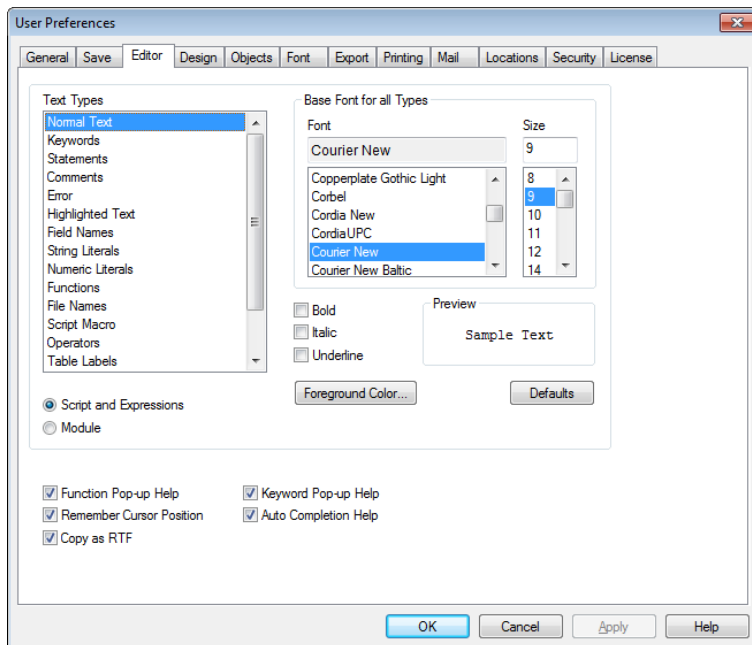 User Preferences
General Save Editor Design Objects Font Export Printing Mail Locations Security License
Text Types
Normal Text
Keywords
Statements
Comments
Error
Highlighted Text
Field Names
String Literals
Numeric Literals
Functions
File Names
Script Macro
Operators
Table Labels
Script and Expressions
Module
Base Font for all Types
Font Size
Courier New 9
Copperplate Gothic Light 8
Corbel 9
Cordia New 10
CordiaUPC 11
Courier New 12
Courier New Baltic 14
Bold
Italic
Underline
Preview
Sample Text
Foreground Color... Defaults
Function Pop-up Help Keyword Pop-up Help
Remember Cursor Position Auto Completion Help
Copy as RTF
OK Cancel Apply Help